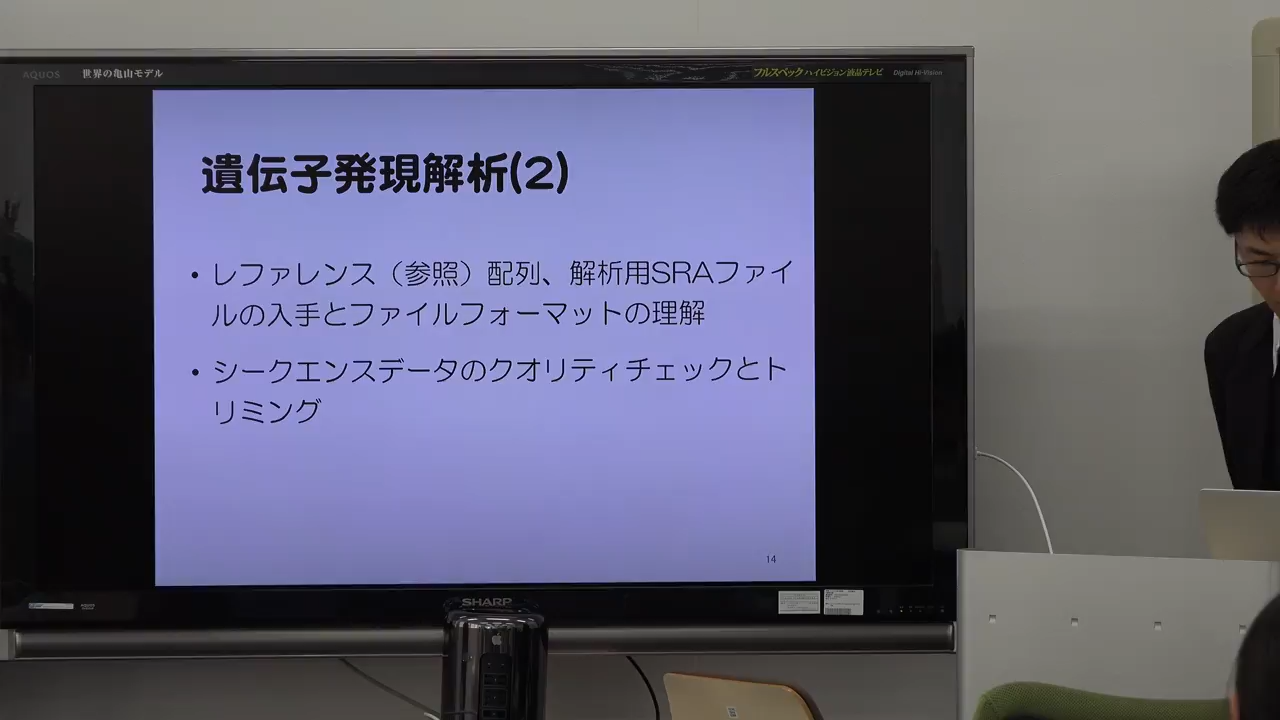 AQUOS 世界の亀山モデル フルスペックハイビジョン液晶テレビ Digital Hi-Vision
遺伝子発現解析(2)
• レファレンス（参照）配列、解析用SRAファイ
ルの入手とファイルフォーマットの理解
• シークエンスデータのクオリティチェックとト
リミング
14
SHARP